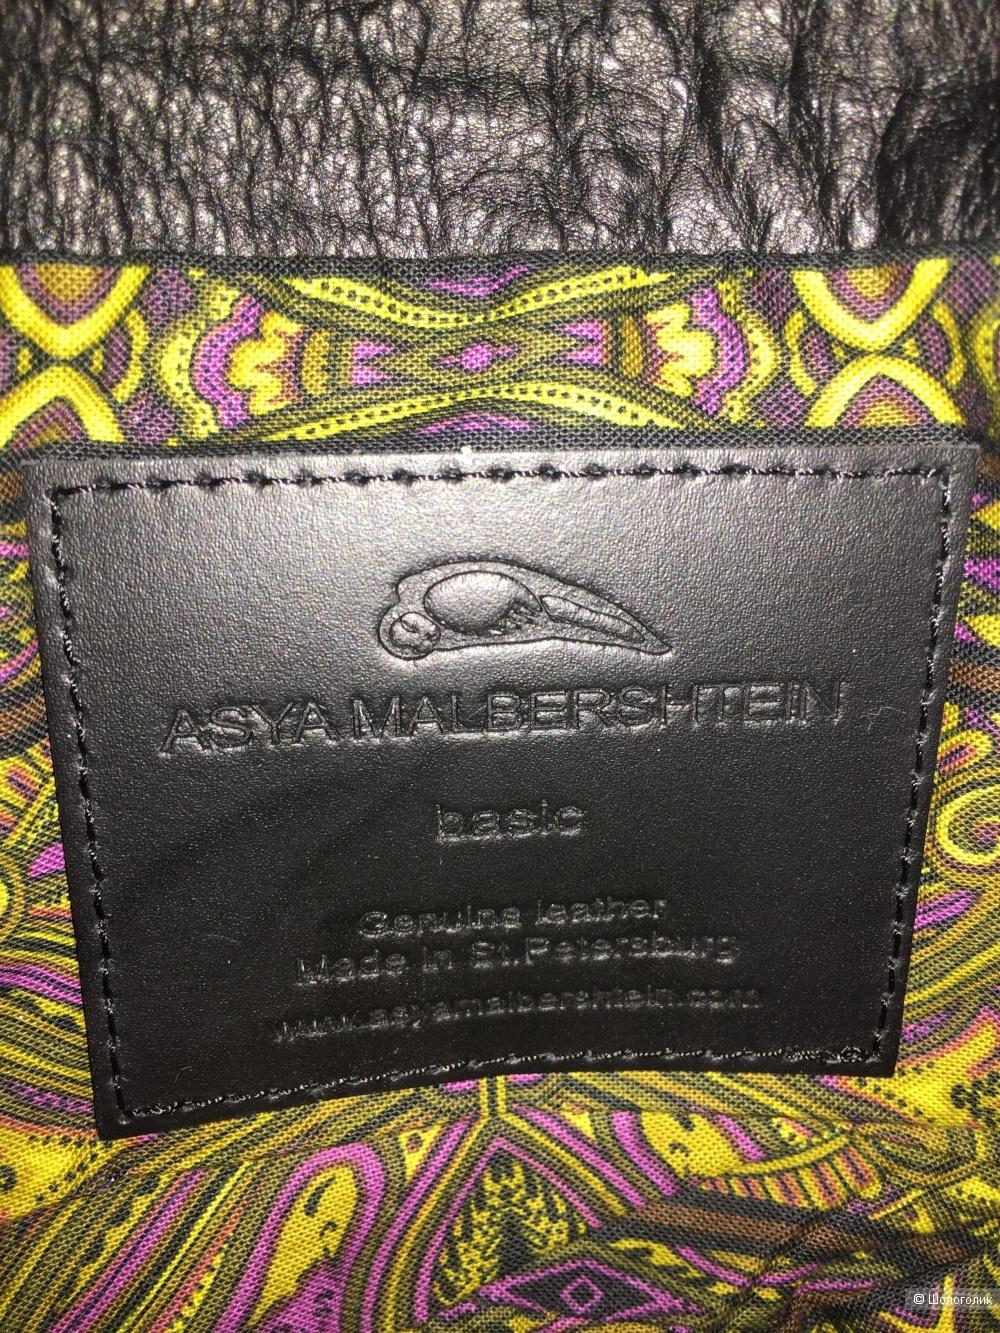 ASYA MALBERSHTEIN
basic
Genuine leather
Made in St.Petersburg
www.asyamalbershtein.com
© Шопоголик